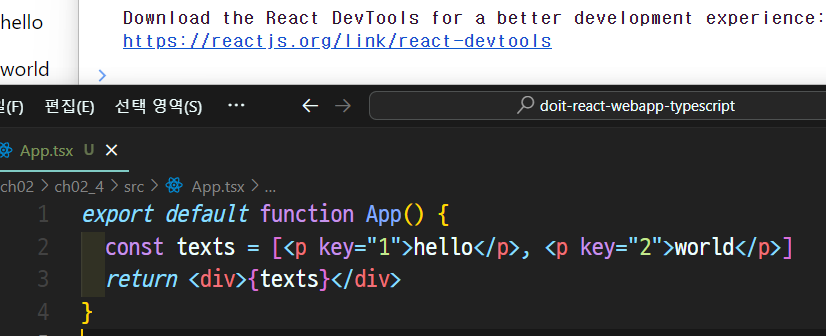 hello
world
Download the React DevTools for a better development experience:
https://reactjs.org/link/react-devtools
(F) 편집(E) 선택 영역(S) ··· doit-react-webapp-typescript
App.tsx U
ch02 > ch02_4 > src > App.tsx > ...
1 export default function App() {
2 const texts = [<p key="1">hello</p>, <p key="2">world</p>]
3 return <div>{texts}</div>
4 }